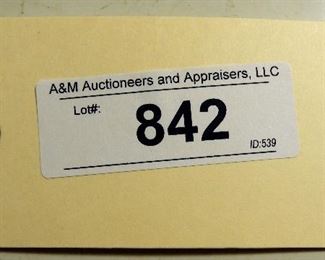 A&M Auctioneers and Appraisers, LLC
Lot#:
842
ID:539